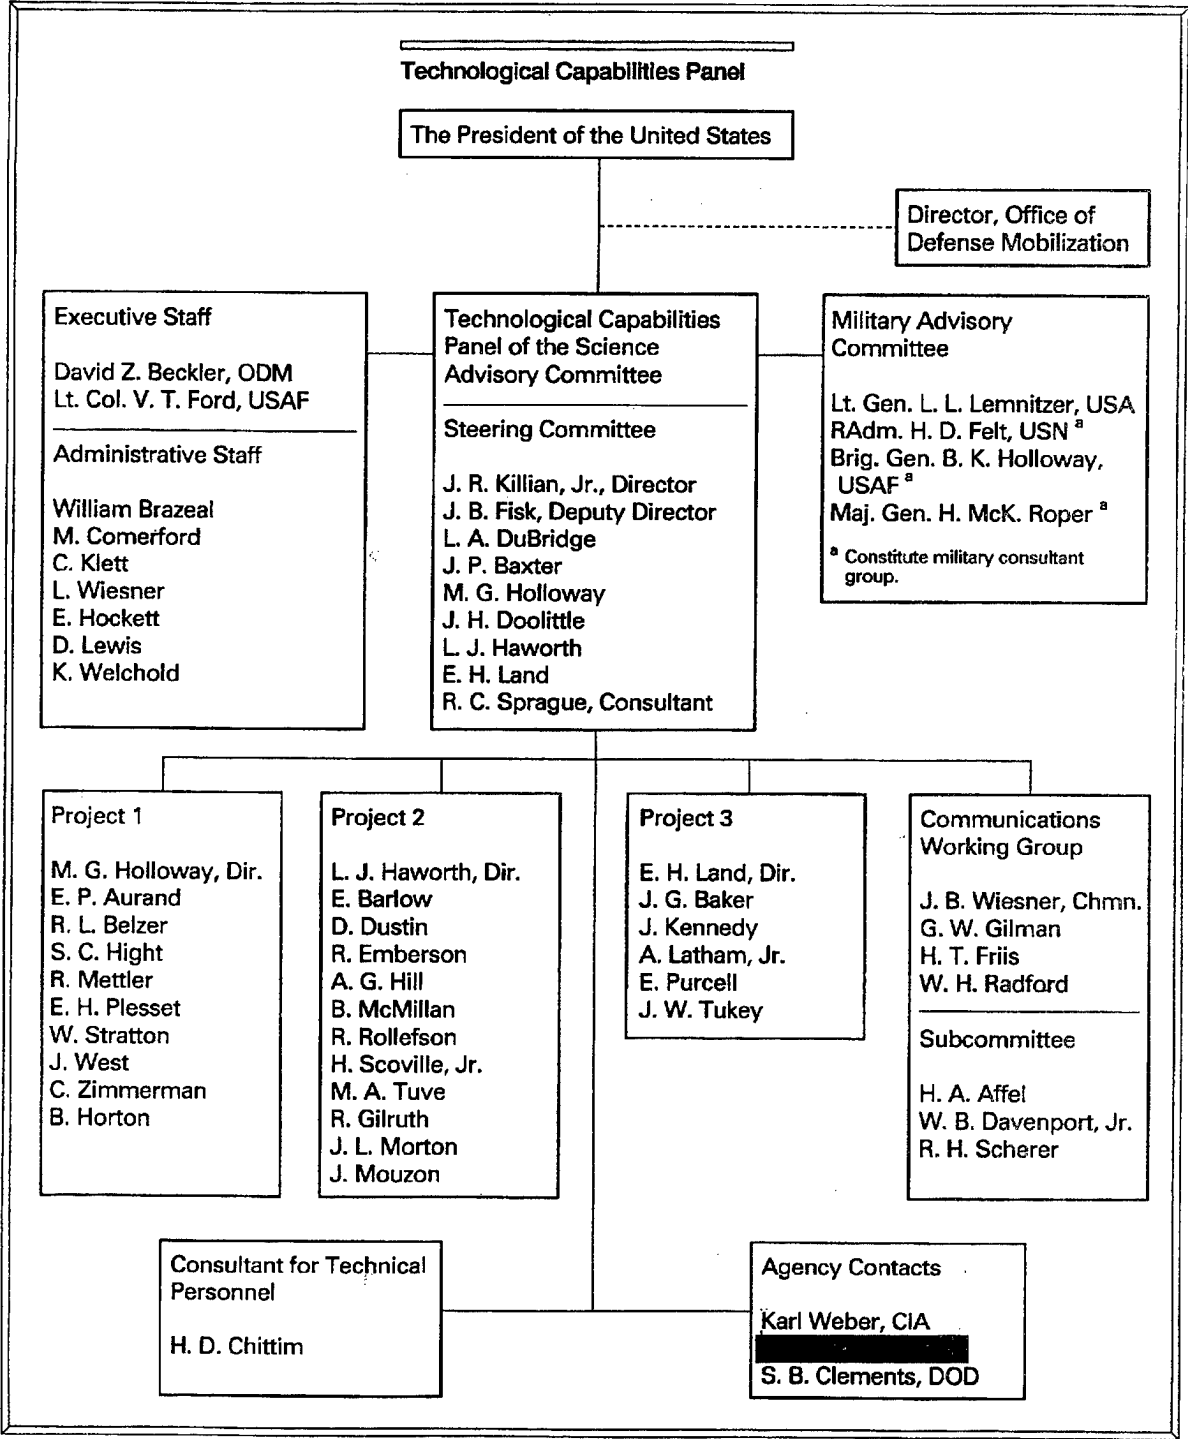 Technological Capabilities Panel
The President of the United States
Director, Office of
Defense Mobilization
Executive Staff
David Z. Beckler, ODM
Lt. Col. V. T. Ford, USAF
Administrative Staff
William Brazeal
M. Comerford
C. Klett
L. Wiesner
E. Hockett
D. Lewis
K. Welchold
Technological Capabilities
Panel of the Science
Advisory Committee
Steering Committee
J. R. Killian, Jr., Director
J. B. Fisk, Deputy Director
L. A. DuBridge
J. P. Baxter
M. G. Holloway
J. H. Doolittle
L. J. Haworth
E. H. Land
R. C. Sprague, Consultant
Military Advisory
Committee
Lt. Gen. L. L. Lemnitzer, USA
RAdm. H. D. Felt, USN a
Brig. Gen. B. K. Holloway,
USAF a
Maj. Gen. H. McK. Roper a
a Constitute military consultant
group.
Project 1
M. G. Holloway, Dir.
E. P. Aurand
R. L. Belzer
S. C. Hight
R. Mettler
E. H. Plesset
W. Stratton
J. West
C. Zimmerman
B. Horton
Project 2
L. J. Haworth, Dir.
E. Barlow
D. Dustin
R. Emberson
A. G. Hill
B. McMillan
R. Rollefson
H. Scoville, Jr.
M. A. Tuve
R. Gilruth
J. L. Morton
J. Mouzon
Project 3
E. H. Land, Dir.
J. G. Baker
J. Kennedy
A. Latham, Jr.
E. Purcell
J. W. Tukey
Communications
Working Group
J. B. Wiesner, Chmn.
G. W. Gilman
H. T. Friis
W. H. Radford
Subcommittee
H. A. Affel
W. B. Davenport, Jr.
R. H. Scherer
Consultant for Technical
Personnel
H. D. Chittim
Agency Contacts
Karl Weber, CIA
S. B. Clements, DOD